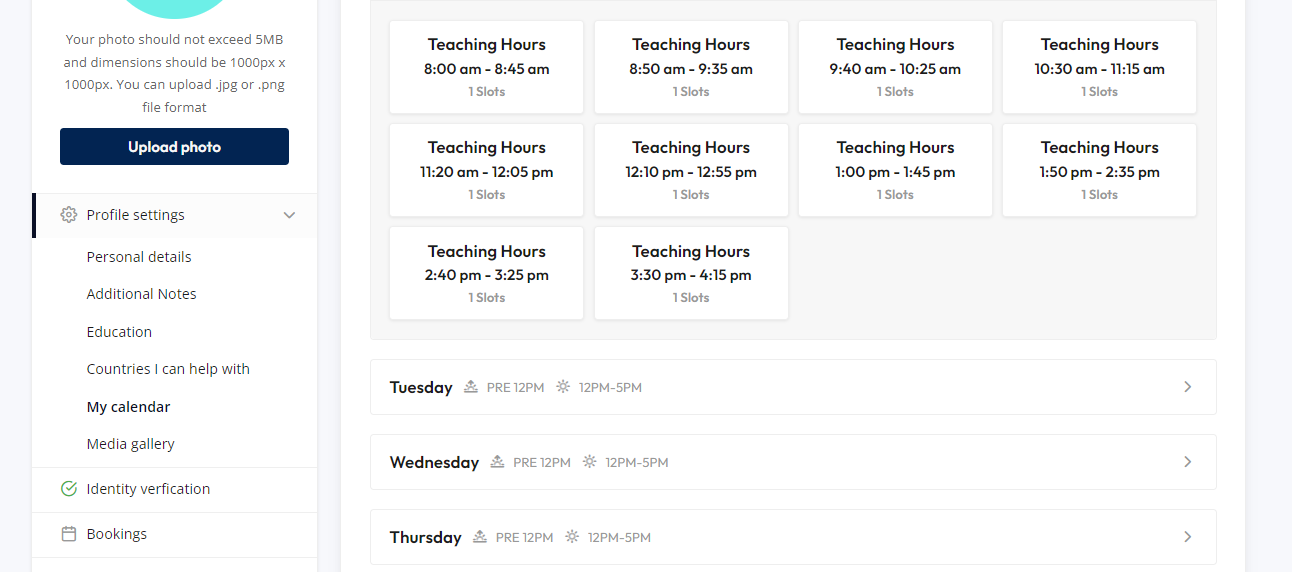 Your photo should not exceed 5MB
and dimensions should be 1000px x
1000px. You can upload .jpg or .png
file format
Upload photo
Profile settings
Personal details
Additional Notes
Education
Countries I can help with
My calendar
Media gallery
Identity verfication
Bookings
Teaching Hours
8:00 am - 8:45 am
1 Slots
Teaching Hours
8:50 am - 9:35 am
1 Slots
Teaching Hours
9:40 am - 10:25 am
1 Slots
Teaching Hours
10:30 am - 11:15 am
1 Slots
Teaching Hours
11:20 am - 12:05 pm
1 Slots
Teaching Hours
12:10 pm - 12:55 pm
1 Slots
Teaching Hours
1:00 pm - 1:45 pm
1 Slots
Teaching Hours
1:50 pm - 2:35 pm
1 Slots
Teaching Hours
2:40 pm - 3:25 pm
1 Slots
Teaching Hours
3:30 pm - 4:15 pm
1 Slots
Tuesday PRE 12PM 12PM-5PM
Wednesday PRE 12PM 12PM-5PM
Thursday PRE 12PM 12PM-5PM